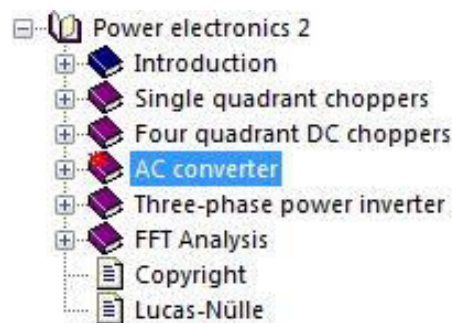 Power electronics 2
Introduction
Single quadrant choppers
Four quadrant DC choppers
AC converter
Three-phase power inverter
FFT Analysis
Copyright
Lucas-Nülle